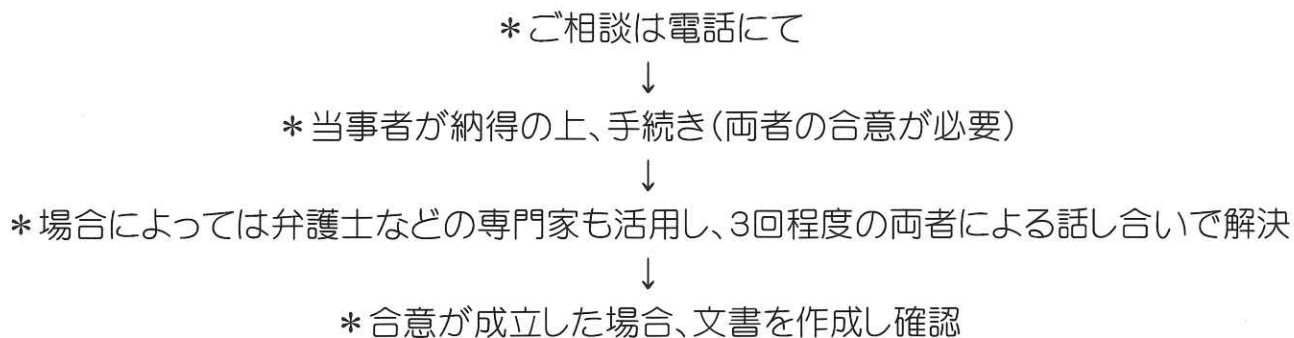 ＊ご相談は電話にて
↓
＊当事者が納得の上、手続き(両者の合意が必要)
↓
＊場合によっては弁護士などの専門家も活用し、3回程度の両者による話し合いで解決
↓
＊合意が成立した場合、文書を作成し確認